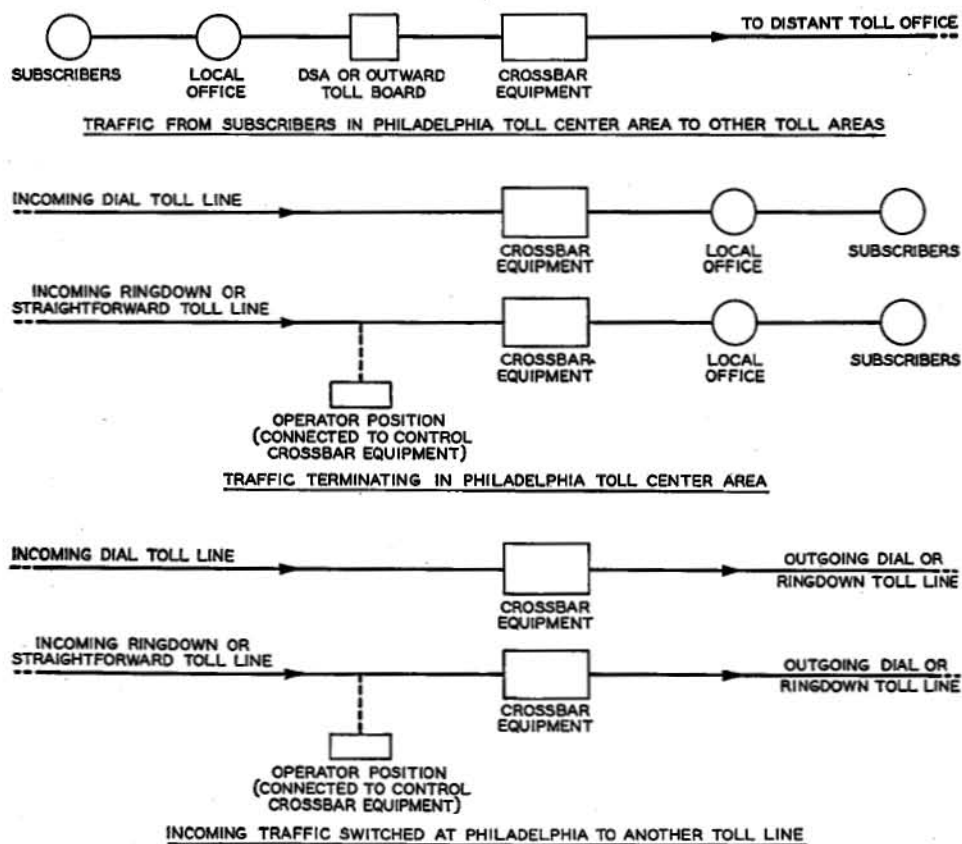 TO DISTANT TOLL OFFICE
SUBSCRIBERS
LOCAL
OFFICE
DSA OR OUTWARD
TOLL BOARD
CROSSBAR
EQUIPMENT
TRAFFIC FROM SUBSCRIBERS IN PHILADELPHIA TOLL CENTER AREA TO OTHER TOLL AREAS
INCOMING DIAL TOLL LINE
CROSSBAR
EQUIPMENT
LOCAL
OFFICE
SUBSCRIBERS
INCOMING RINGDOWN OR
STRAIGHTFORWARD TOLL LINE
CROSSBAR
EQUIPMENT
LOCAL
OFFICE
SUBSCRIBERS
OPERATOR POSITION
(CONNECTED TO CONTROL
CROSSBAR EQUIPMENT)
TRAFFIC TERMINATING IN PHILADELPHIA TOLL CENTER AREA
INCOMING DIAL TOLL LINE
CROSSBAR
EQUIPMENT
OUTGOING DIAL OR
RINGDOWN TOLL LINE
INCOMING RINGDOWN OR
STRAIGHTFORWARD TOLL LINE
CROSSBAR
EQUIPMENT
OUTGOING DIAL OR
RINGDOWN TOLL LINE
OPERATOR POSITION
(CONNECTED TO CONTROL
CROSSBAR EQUIPMENT)
INCOMING TRAFFIC SWITCHED AT PHILADELPHIA TO ANOTHER TOLL LINE